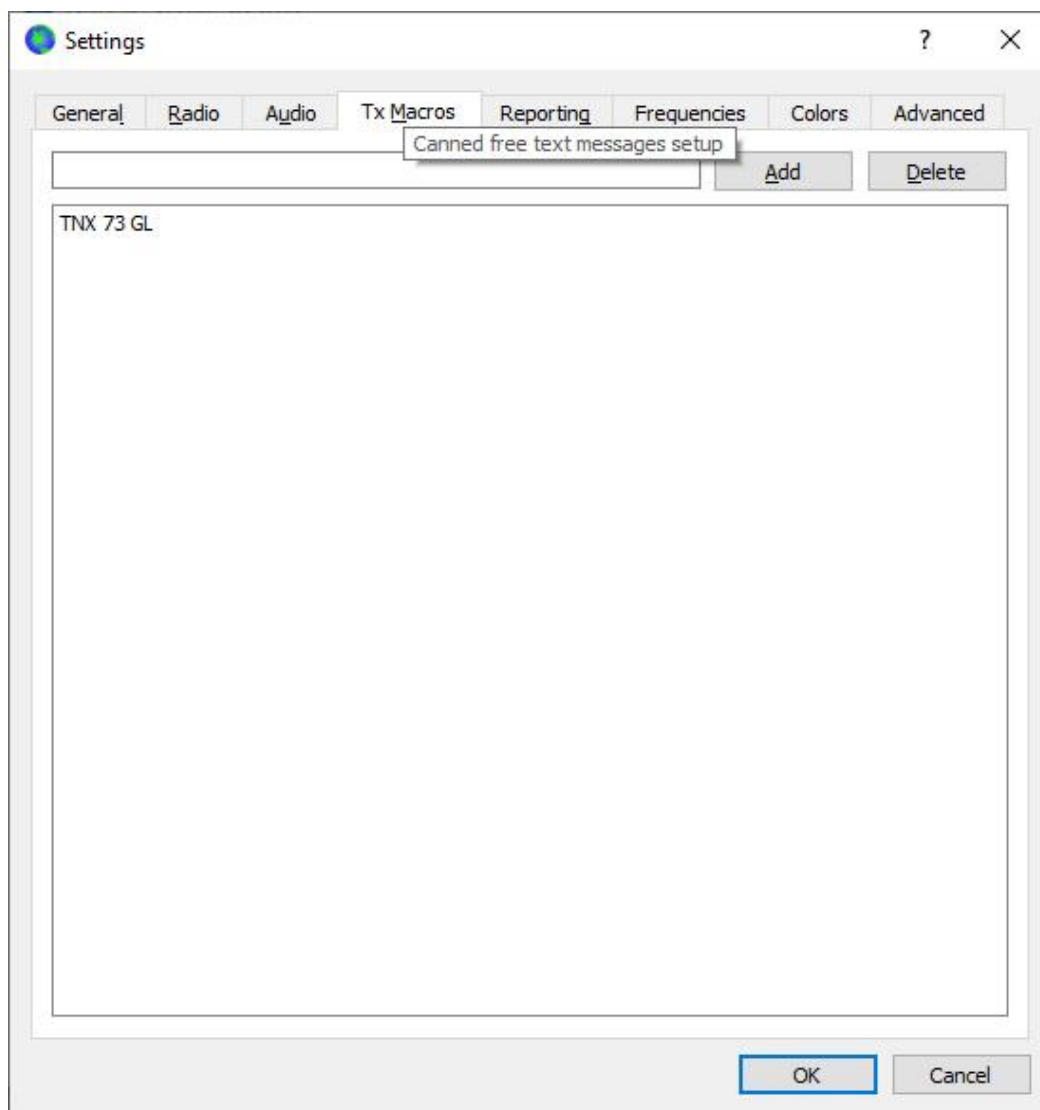 Settings
?
General Radio Audio Tx Macros Reporting Frequencies Colors Advanced
Canned free text messages setup
Add Delete
TNX 73 GL
OK Cancel